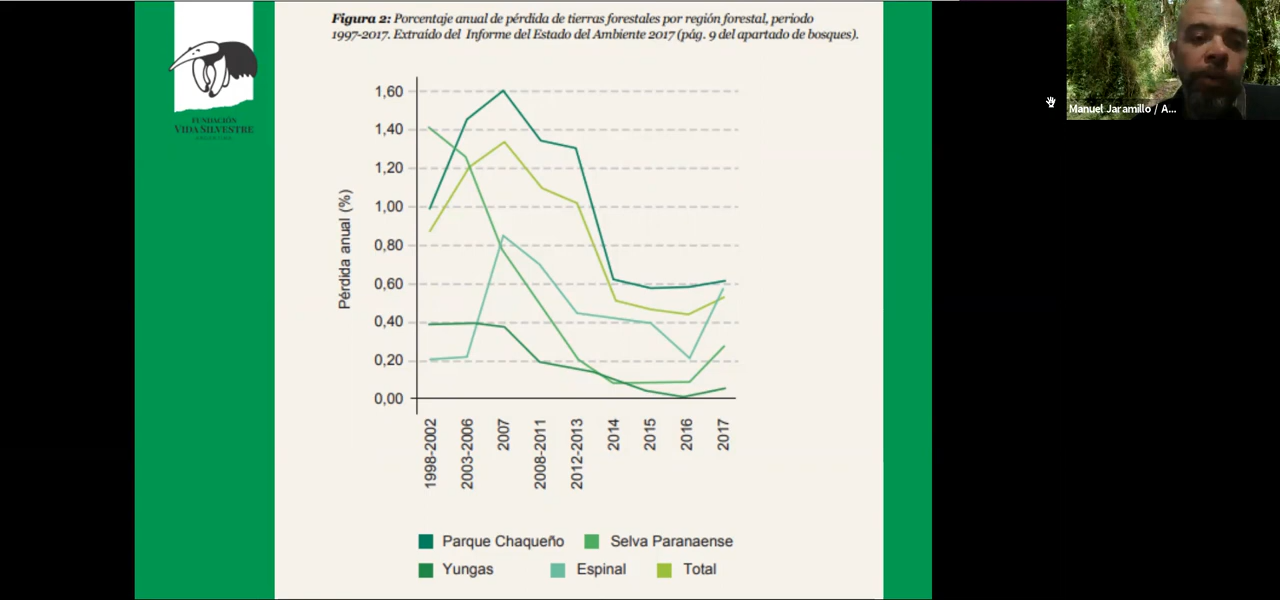 Figura 2: Porcentaje anual de pérdida de tierras forestales por región forestal, periodo
1997-2017. Extraído del Informe del Estado del Ambiente 2017 (pág. 9 del apartado de bosques).
FUNDACIÓN
VIDA SILVESTRE
ARGENTINA
Manuel Jaramillo / A...
Pérdida anual (%)
1,60
1,40
1,20
1,00
0,80
0,60
0,40
0,20
0,00
1998-2002
2003-2006
2007
2008-2011
2012-2013
2014
2015
2016
2017
Parque Chaqueño
Selva Paranaense
Yungas
Espinal
Total